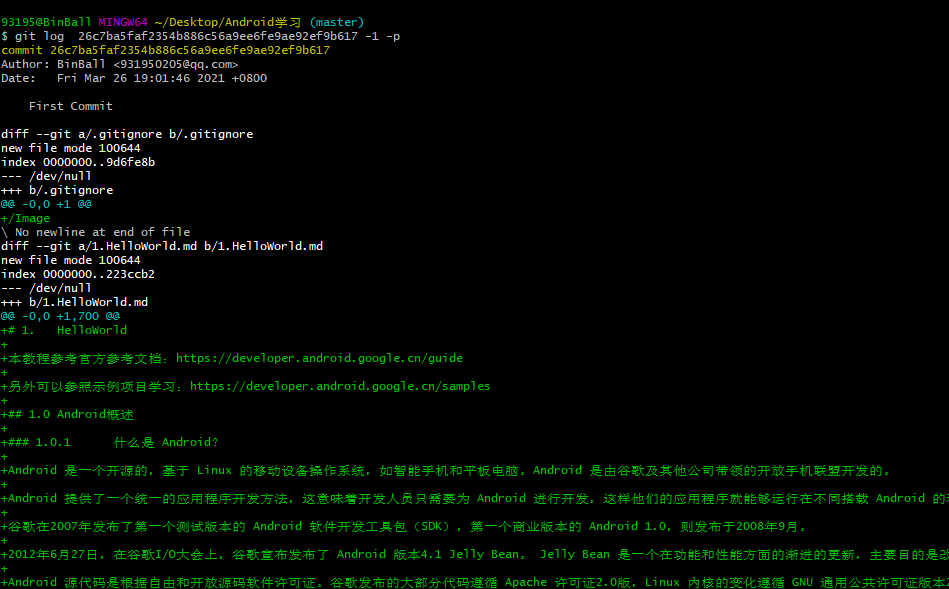 93195@BinBall MINGW64 ~/Desktop/Android学习 (master)
$ git log  26c7ba5faf2354b886c56a9ee6fe9ae92ef9b617 -1 -p
commit 26c7ba5faf2354b886c56a9ee6fe9ae92ef9b617
Author: BinBall <931950205@qq.com>
Date:   Fri Mar 26 19:01:46 2021 +0800
First Commit
diff --git a/.gitignore b/.gitignore
new file mode 100644
index 0000000..9d6fe8b
--- /dev/null
+++ b/.gitignore
@@ -0,0 +1 @@
+/Image
\ No newline at end of file
diff --git a/1.HelloWorld.md b/1.HelloWorld.md
new file mode 100644
index 0000000..223ccb2
--- /dev/null
+++ b/1.HelloWorld.md
@@ -0,0 +1,700 @@
+# 1.   HelloWorld
+
+本教程参考官方参考文档：https://developer.android.google.cn/guide
+
+另外可以参照示例项目学习：https://developer.android.google.cn/samples
+
+## 1.0 Android概述
+
+### 1.0.1      什么是 Android？
+
+Android 是一个开源的，基于 Linux 的移动设备操作系统，如智能手机和平板电脑。Android 是由谷歌及其他公司带领的开放手机联盟开发的。
+
+Android 提供了一个统一的应用程序开发方法，这意味着开发人员只需要为 Android 进行开发，这样他们的应用程序就能够运行在不同搭载 Android 的
+
+谷歌在2007年发布了第一个测试版本的 Android 软件开发工具包（SDK），第一个商业版本的 Android 1.0，则发布于2008年9月。
+
+2012年6月27日，在谷歌I/O大会上，谷歌宣布发布了 Android 版本4.1 Jelly Bean。 Jelly Bean 是一个在功能和性能方面的渐进的更新，主要目的是改
+
+Android 源代码是根据自由和开放源码软件许可证。谷歌发布的大部分代码遵循 Apache 许可证2.0版，Linux 内核的变化遵循 GNU 通用公共许可证版本